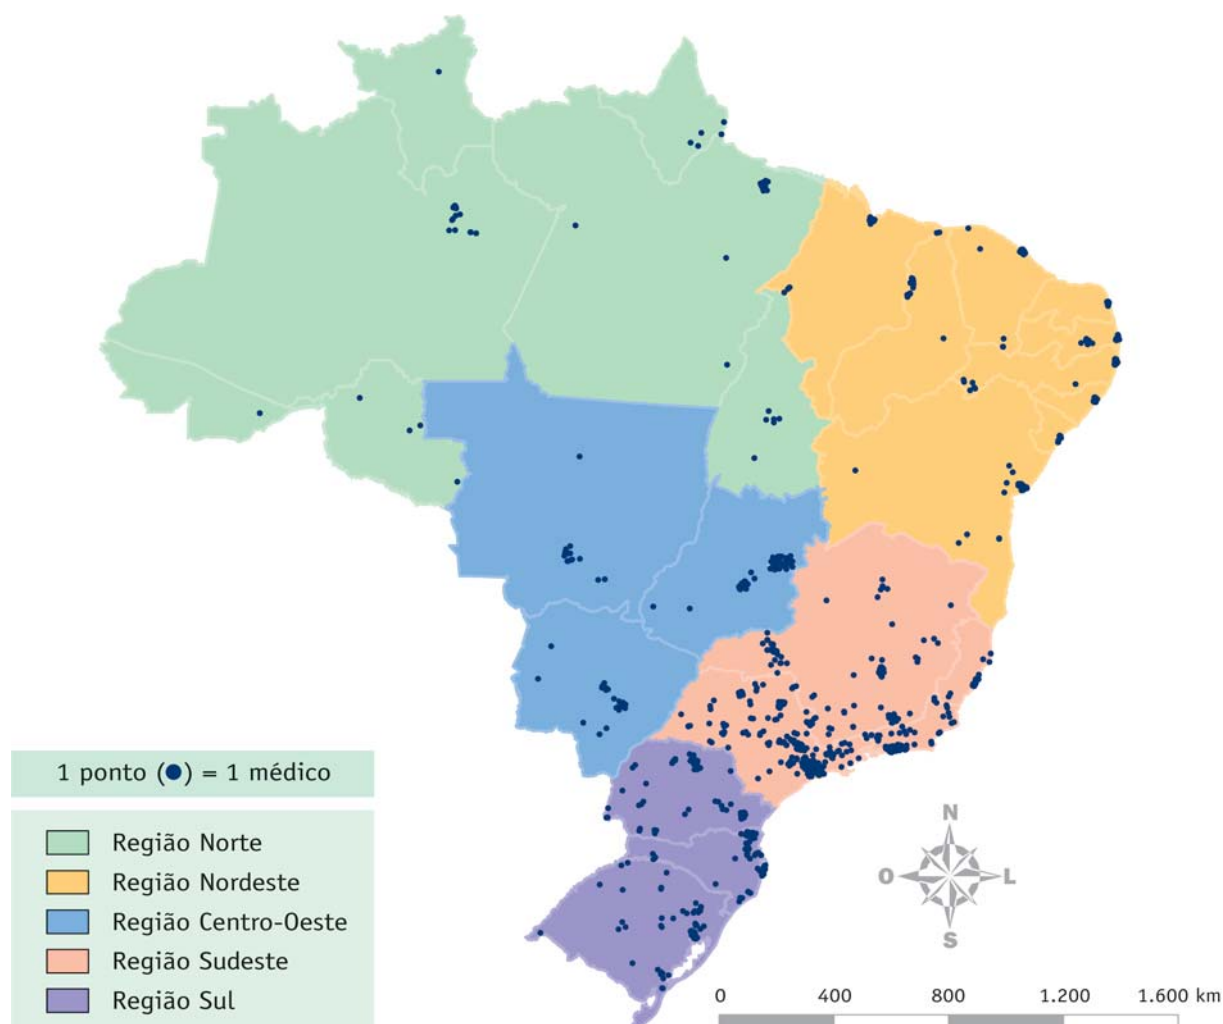 1 ponto (●) = 1 médico
Região Norte
Região Nordeste
Região Centro-Oeste
Região Sudeste
Região Sul
N
O L
S
0 400 800 1.200 1.600 km